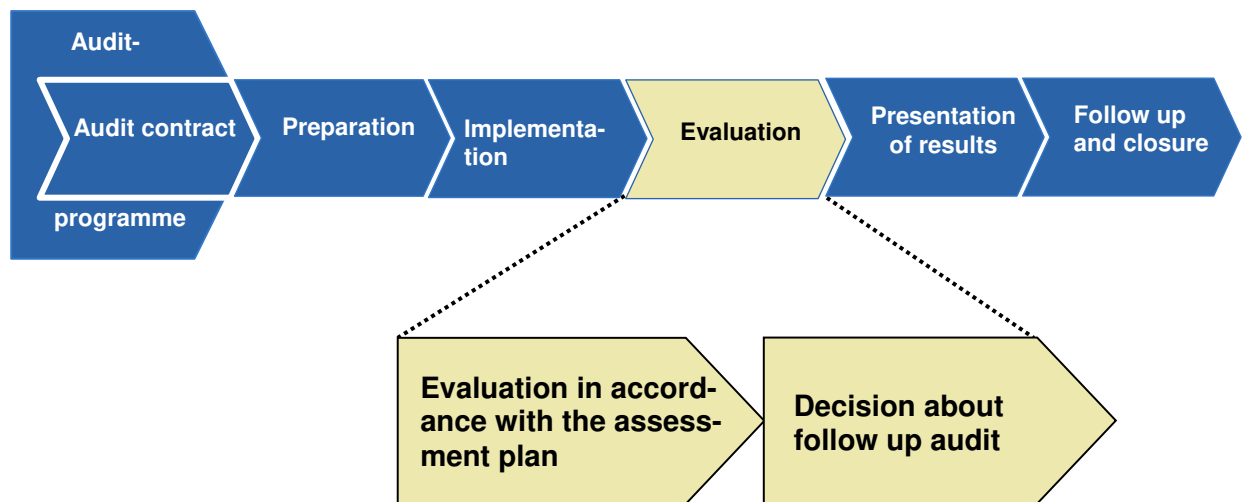 Audit-
Audit contract
programme
Preparation
Implementa-
tion
Evaluation
Presentation
of results
Follow up
and closure
Evaluation in accord-
ance with the assess-
ment plan
Decision about
follow up audit